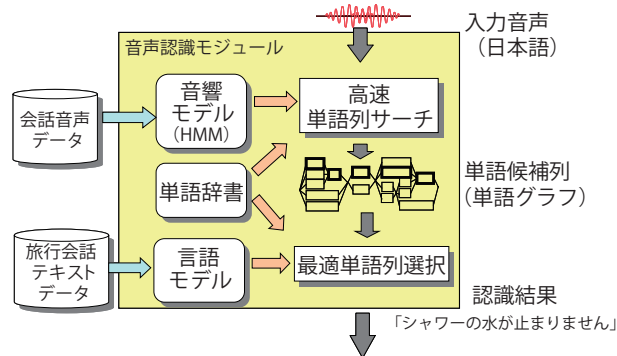 入力音声
（日本語）
音声認識モジュール
会話音声
データ
音響
モデル
（HMM）
高速
単語列サーチ
単語辞書
単語候補列
（単語グラフ）
旅行会話
テキスト
データ
言語
モデル
最適単語列選択
認識結果
「シャワーの水が止まりません」